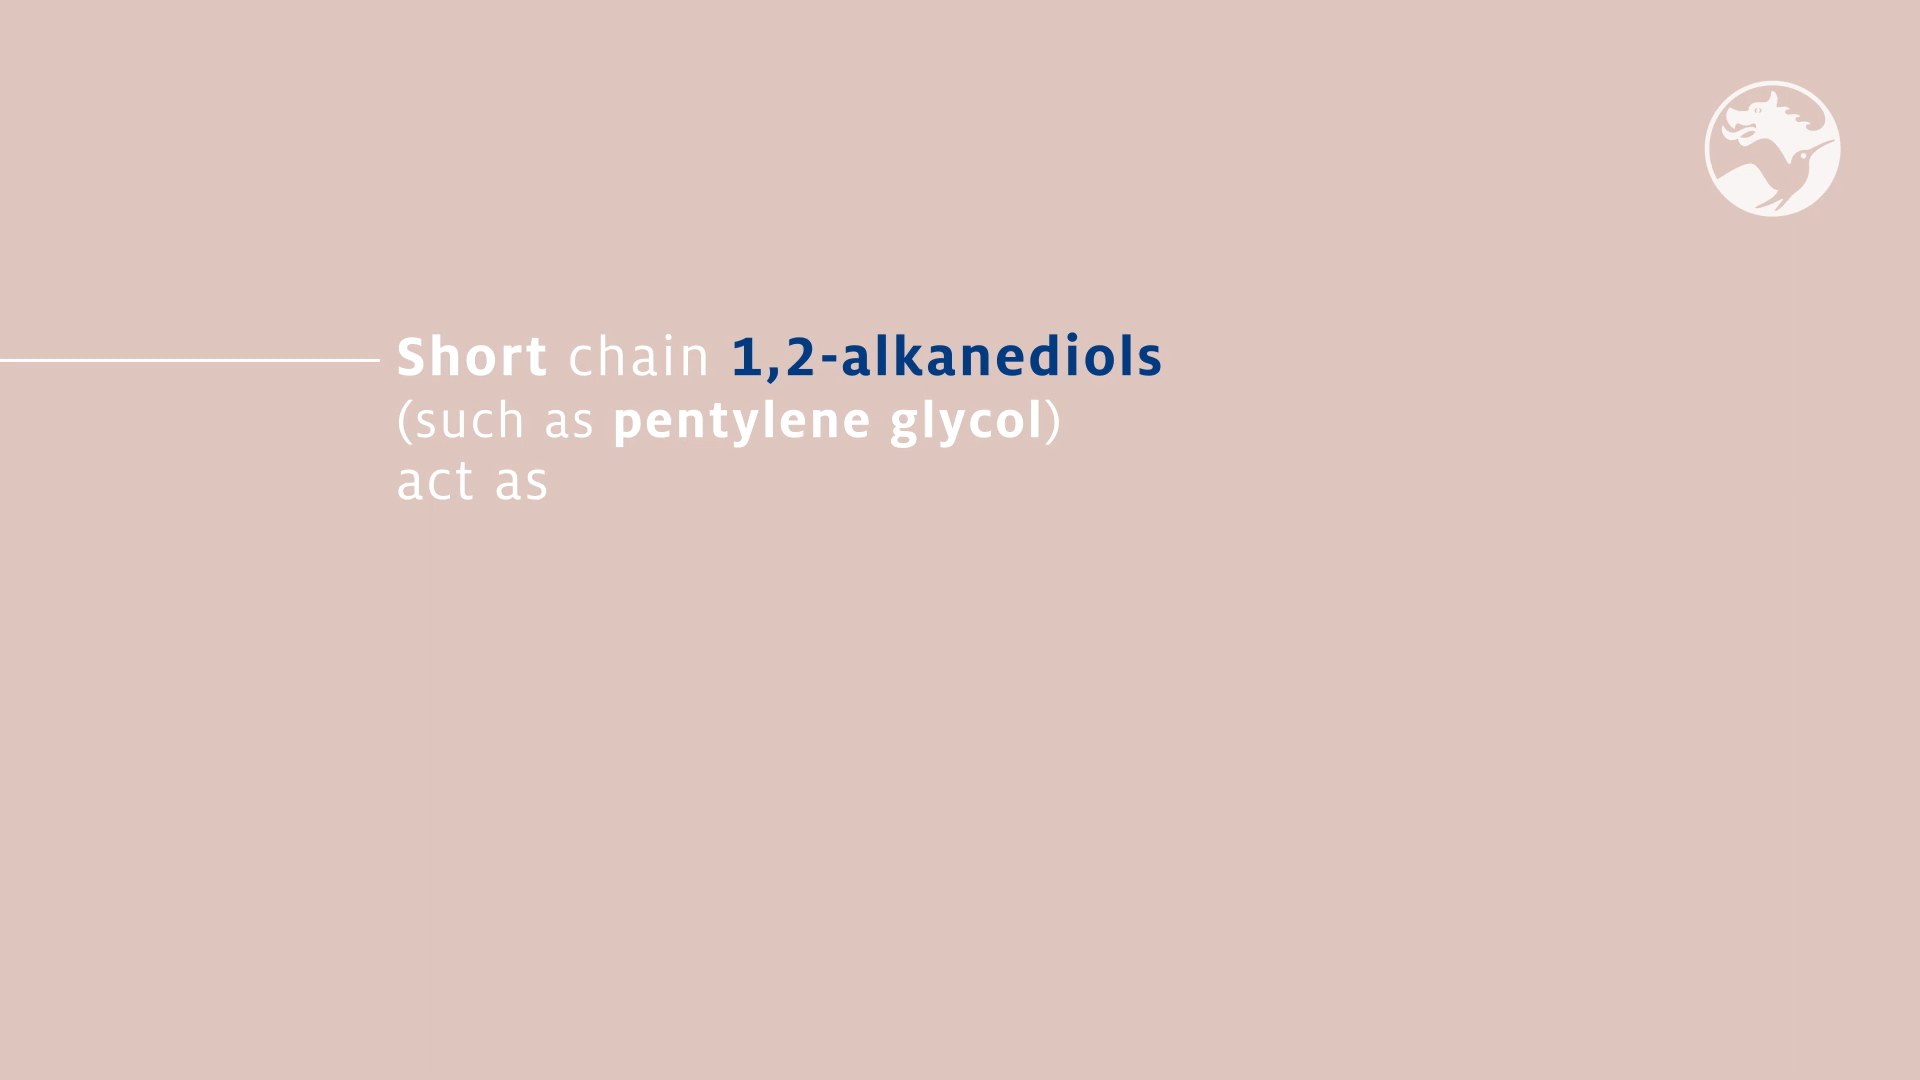 Short chain 1,2-alkanediols
(such as pentylene glycol)
act as